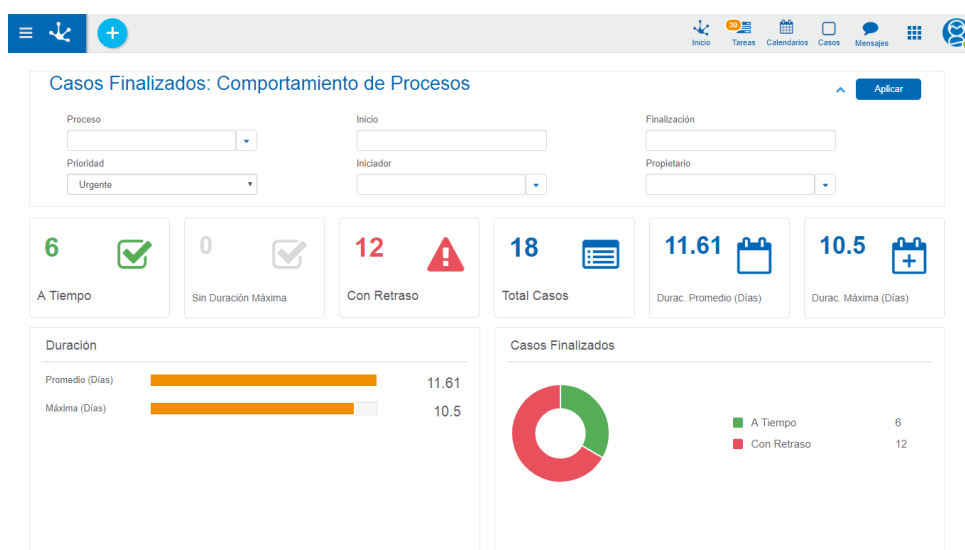 39
Inicio Tareas Calendarios Casos Mensajes
Casos Finalizados: Comportamiento de Procesos
Aplicar
Proceso Inicio Finalización
Prioridad Iniciador Propietario
Urgente
6 0 12 18 11.61 10.5
A Tiempo Sin Duración Máxima Con Retraso Total Casos Durac. Promedio (Días) Durac. Máxima (Días)
Duración Casos Finalizados
Promedio (Días) 11.61
Máxima (Días) 10.5
A Tiempo 6
Con Retraso 12